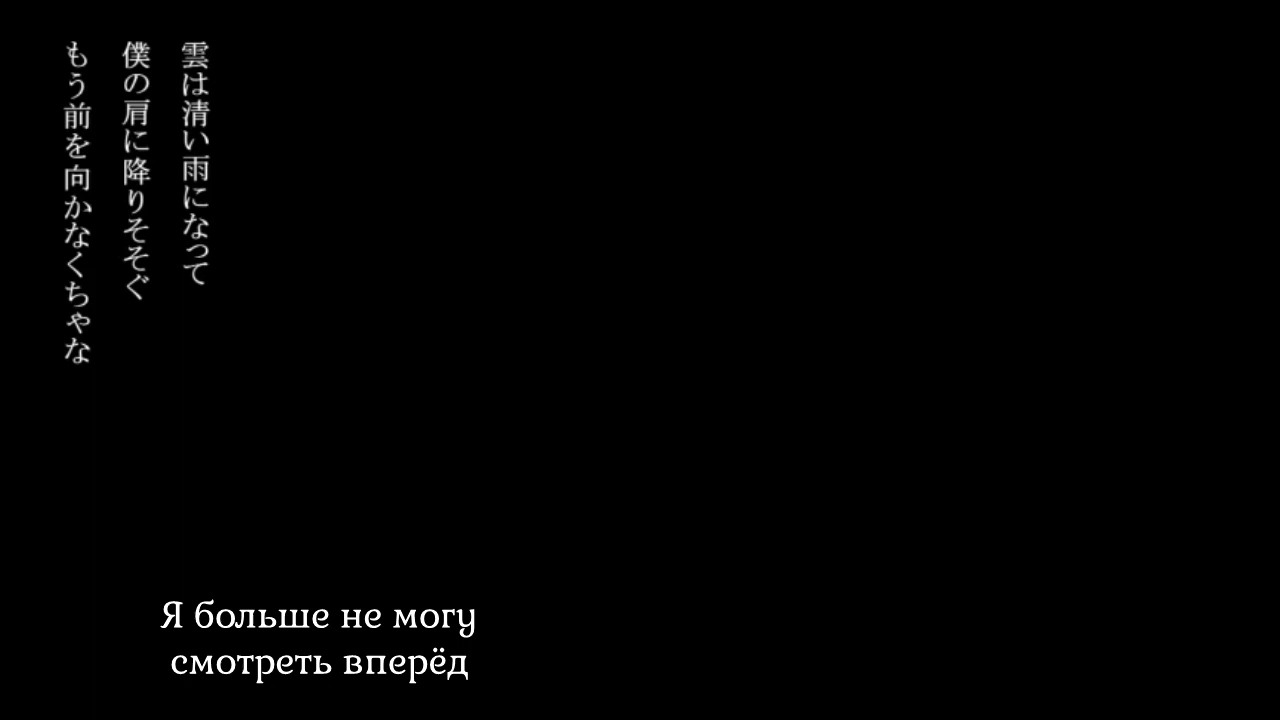 雲は清い雨になって
僕の肩に降りそそぐ
もう前を向かなくちゃな
Я больше не могу
смотреть вперёд